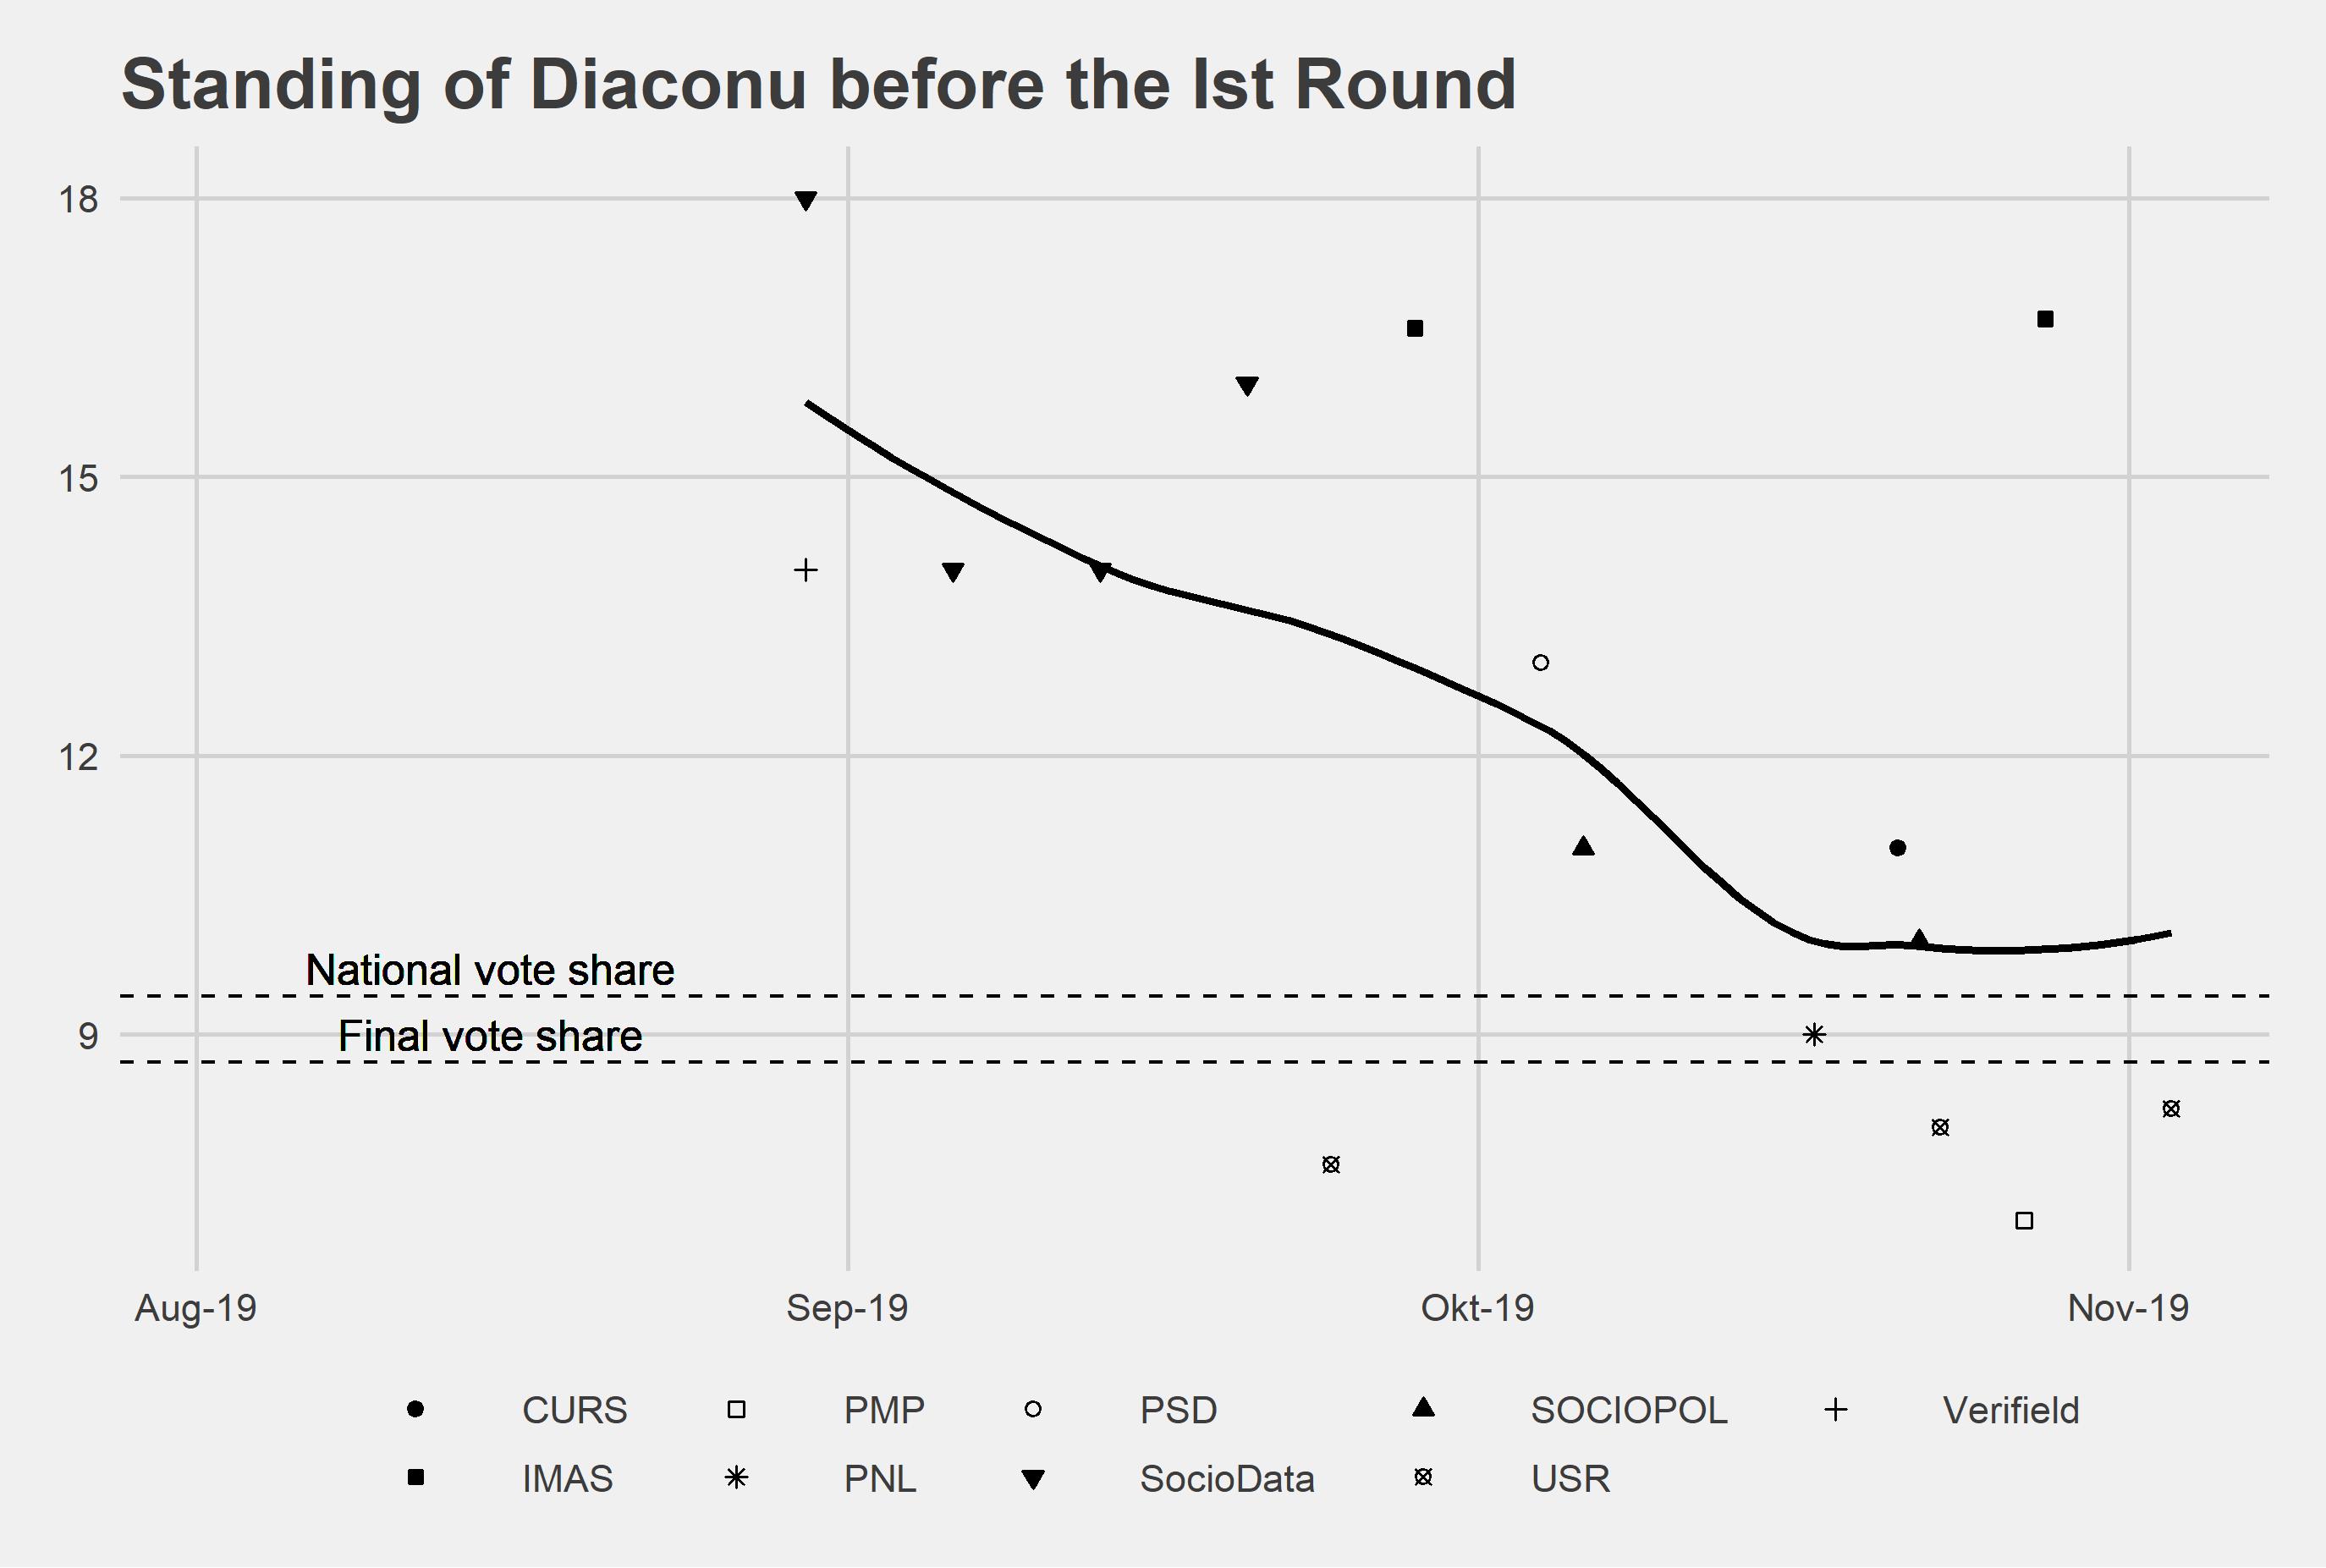 Standing of Diaconu before the Ist Round
18
15
12
9
National vote share
Final vote share
Aug-19 Sep-19 Okt-19 Nov-19
CURS PMP PSD SOCIOPOL Verifield
IMAS PNL SocioData USR